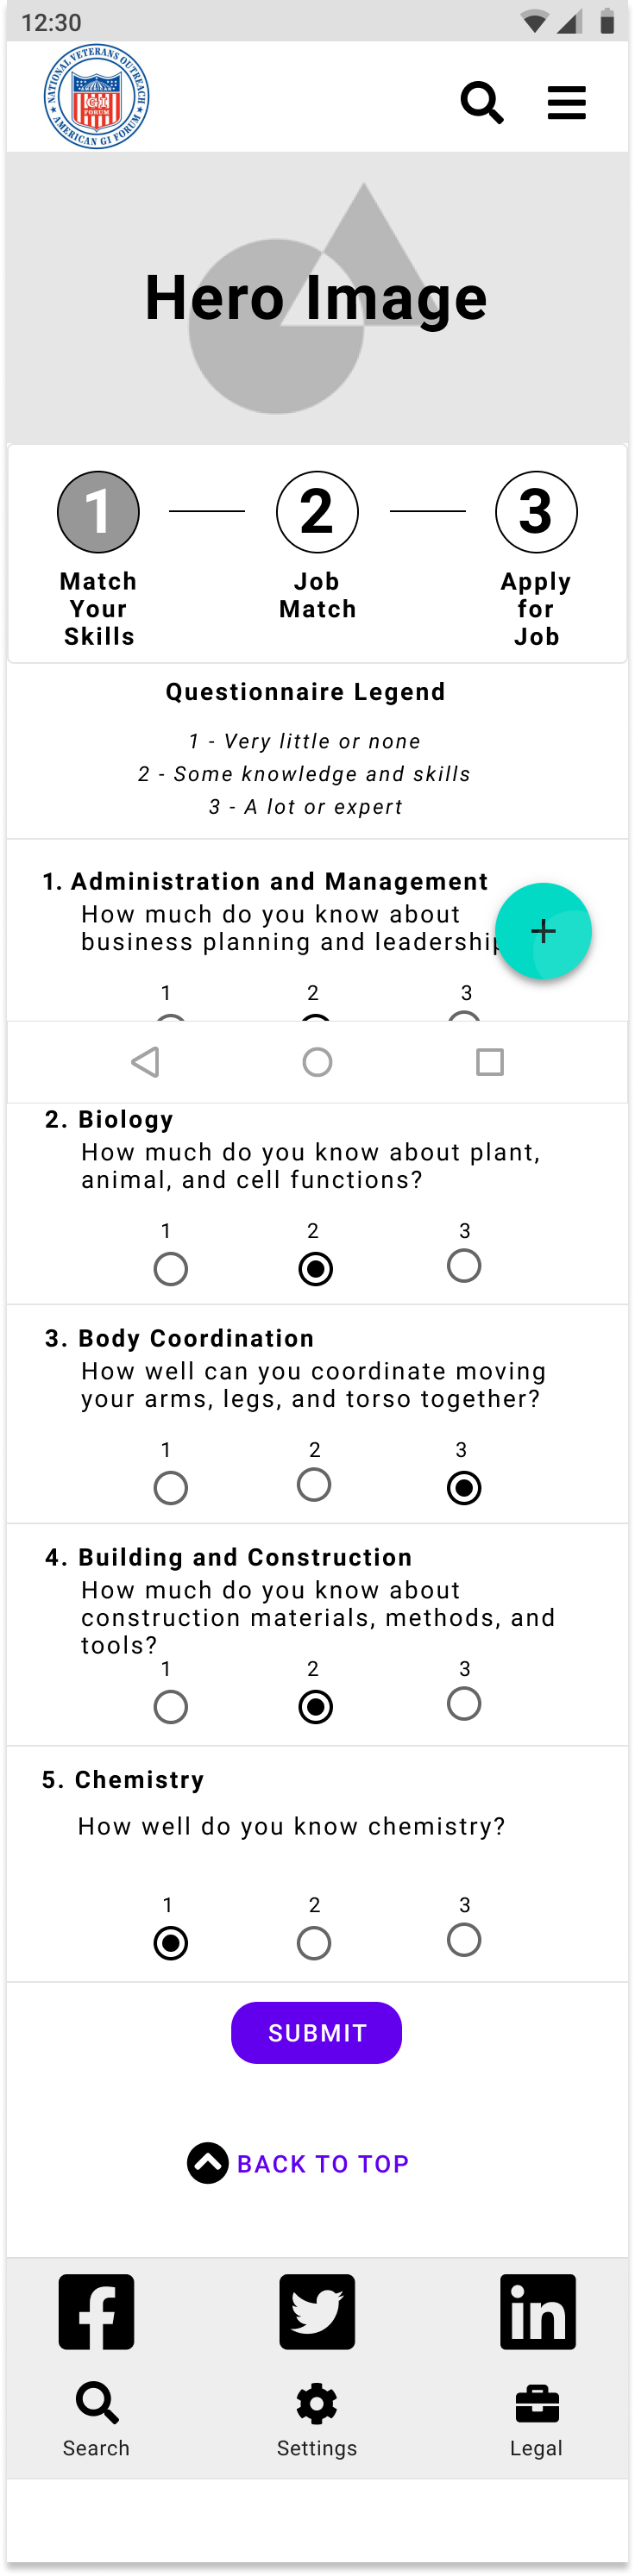 12:30
NATIONAL VETERANS OUTREACH
GI
FORUM
AMERICAN GI FORUM
Hero Image
1
2
3
Match
Your
Skills
Job
Match
Apply
for
Job
Questionnaire Legend
1 - Very little or none
2 - Some knowledge and skills
3 - A lot or expert
1. Administration and Management
How much do you know about
business planning and leadership
+
1 2 3
2. Biology
How much do you know about plant,
animal, and cell functions?
1 2 3
3. Body Coordination
How well can you coordinate moving
your arms, legs, and torso together?
1 2 3
4. Building and Construction
How much do you know about
construction materials, methods, and
tools?
1 2 3
5. Chemistry
How well do you know chemistry?
1 2 3
SUBMIT
BACK TO TOP
f
in
Search
Settings
Legal